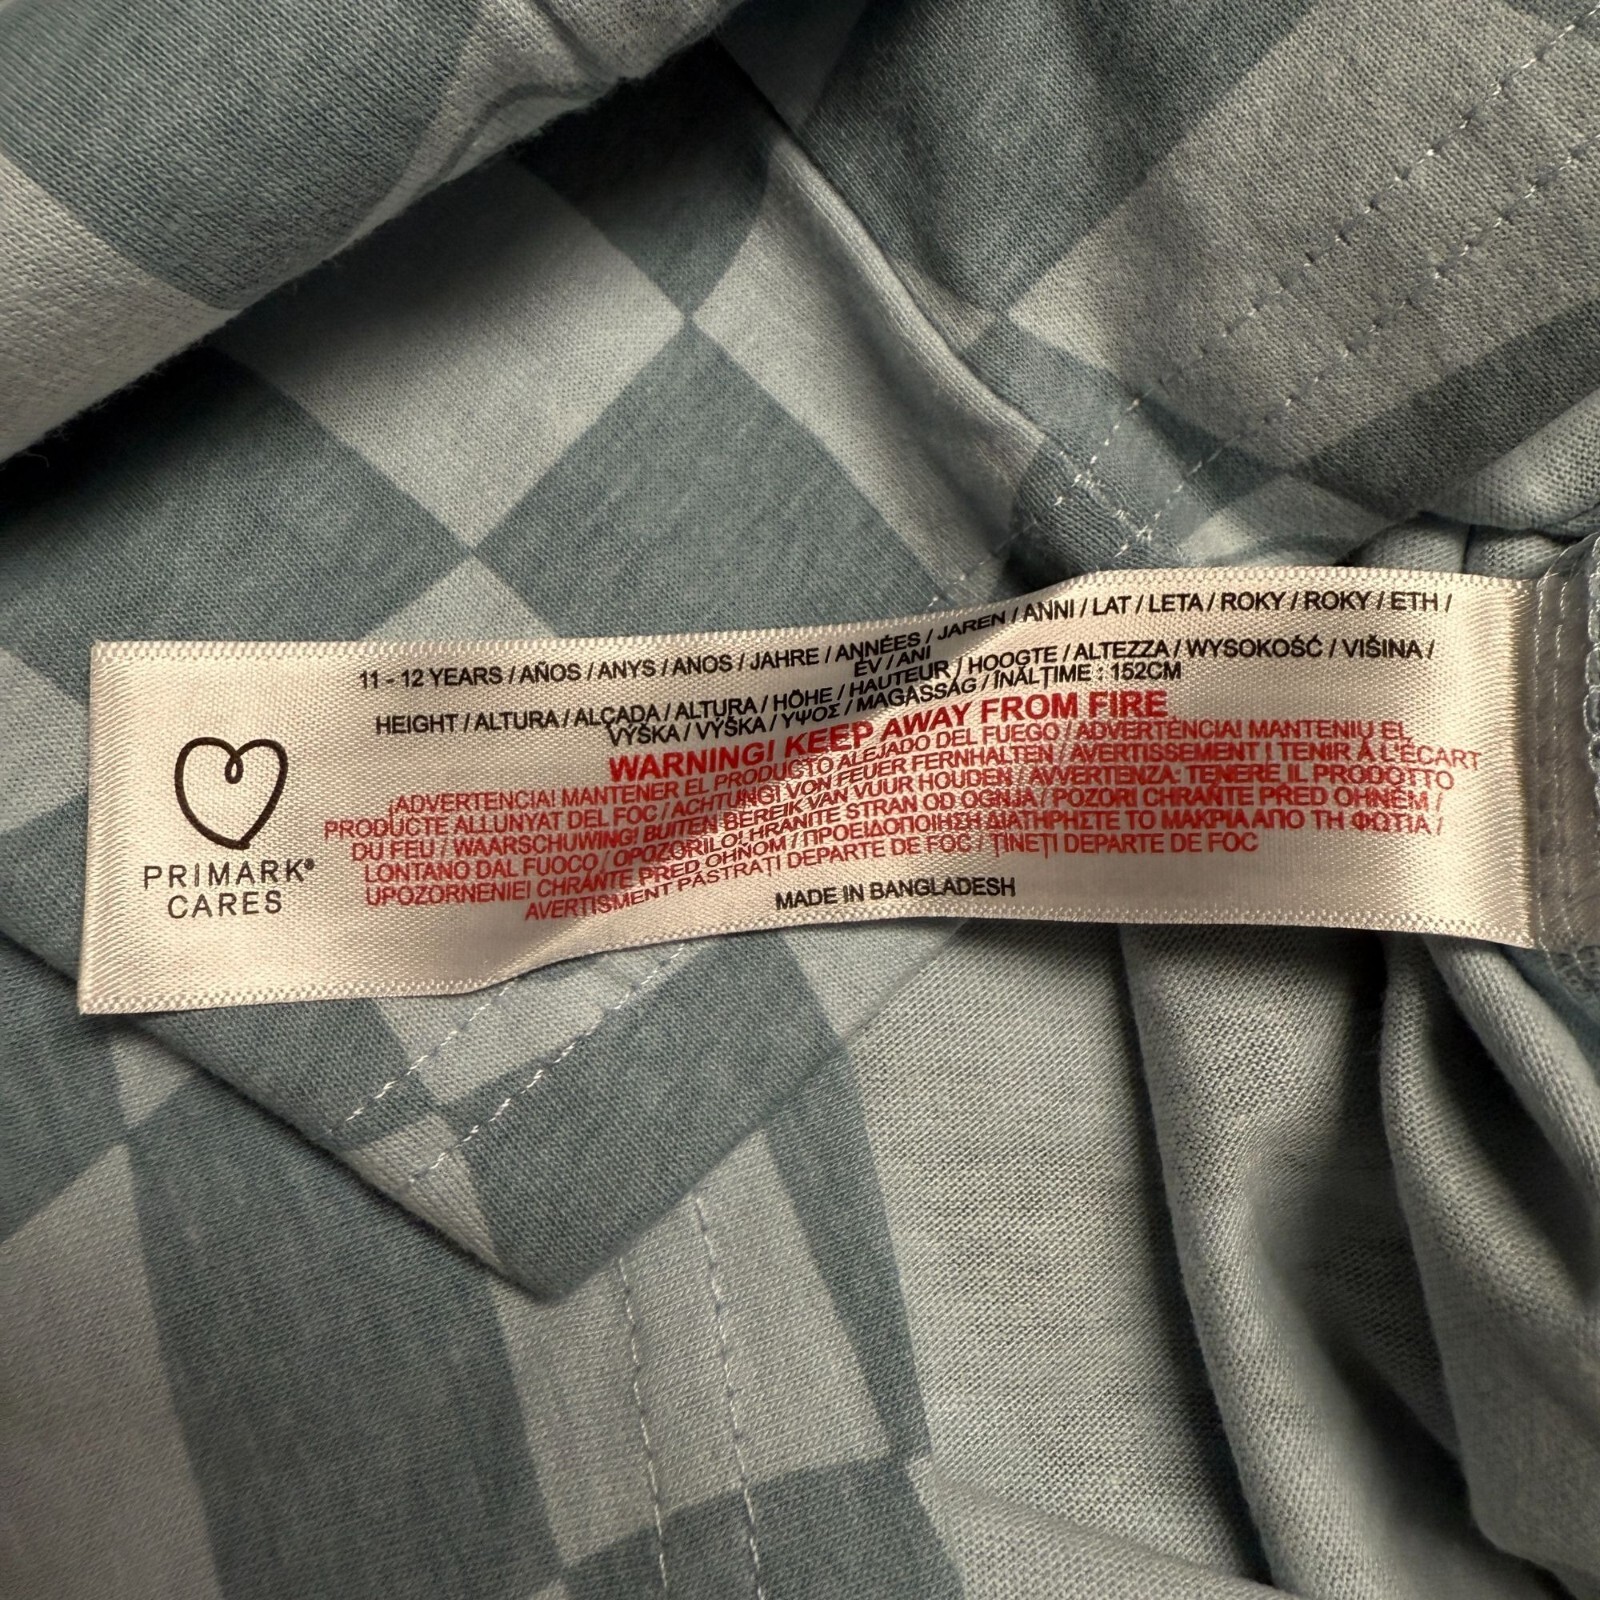 11 - 12 YEARS / AÑOS / ANYS / ANOS / JAHRE / ANNÉES / JAREN / ANNI / LAT / LETA / ROKY / ROKY / ΕΤΗ /
ÉV / ANI
HEIGHT / ALTURA / ALÇADA / ALTURA / HÖHE / HAUTEUR / HOOGTE / ALTEZZA / WYSOKOŚĆ / VIŠINA /
VÝŠKA / VÝŠKA / ΥΨΟΣ / MAGASSÁG / ÎNĂLȚIME : 152CM
WARNING! KEEP AWAY FROM FIRE
¡ADVERTENCIA! MANTENER EL PRODUCTO ALEJADO DEL FUEGO / ADVERTÈNCIA! MANTENIU EL
PRODUCTE ALLUNYAT DEL FOC / ACHTUNG! VON FEUER FERNHALTEN / AVERTISSEMENT ! TENIR À L'ÉCART
DU FEU / WAARSCHUWING! BUITEN BEREIK VAN VUUR HOUDEN / AVVERTENZA: TENERE IL PRODOTTO
LONTANO DAL FUOCO / OPOZORILO! HRANITE STRAN OD OGNJA / POZOR! CHRAŇTE PŘED OHNĚM /
UPOZORNENIE! CHRÁŇTE PRED OHŇOM / ΠΡΟΕΙΔΟΠΟΙΗΣΗ ΔΙΑΤΗΡΗΣΤΕ ΤΟ ΜΑΚΡΙΑ ΑΠΟ ΤΗ ΦΩΤΙΑ /
AVERTISMENT PĂSTRAȚI DEPARTE DE FOC / ȚINEȚI DEPARTE DE FOC
MADE IN BANGLADESH
PRIMARK®
CARES